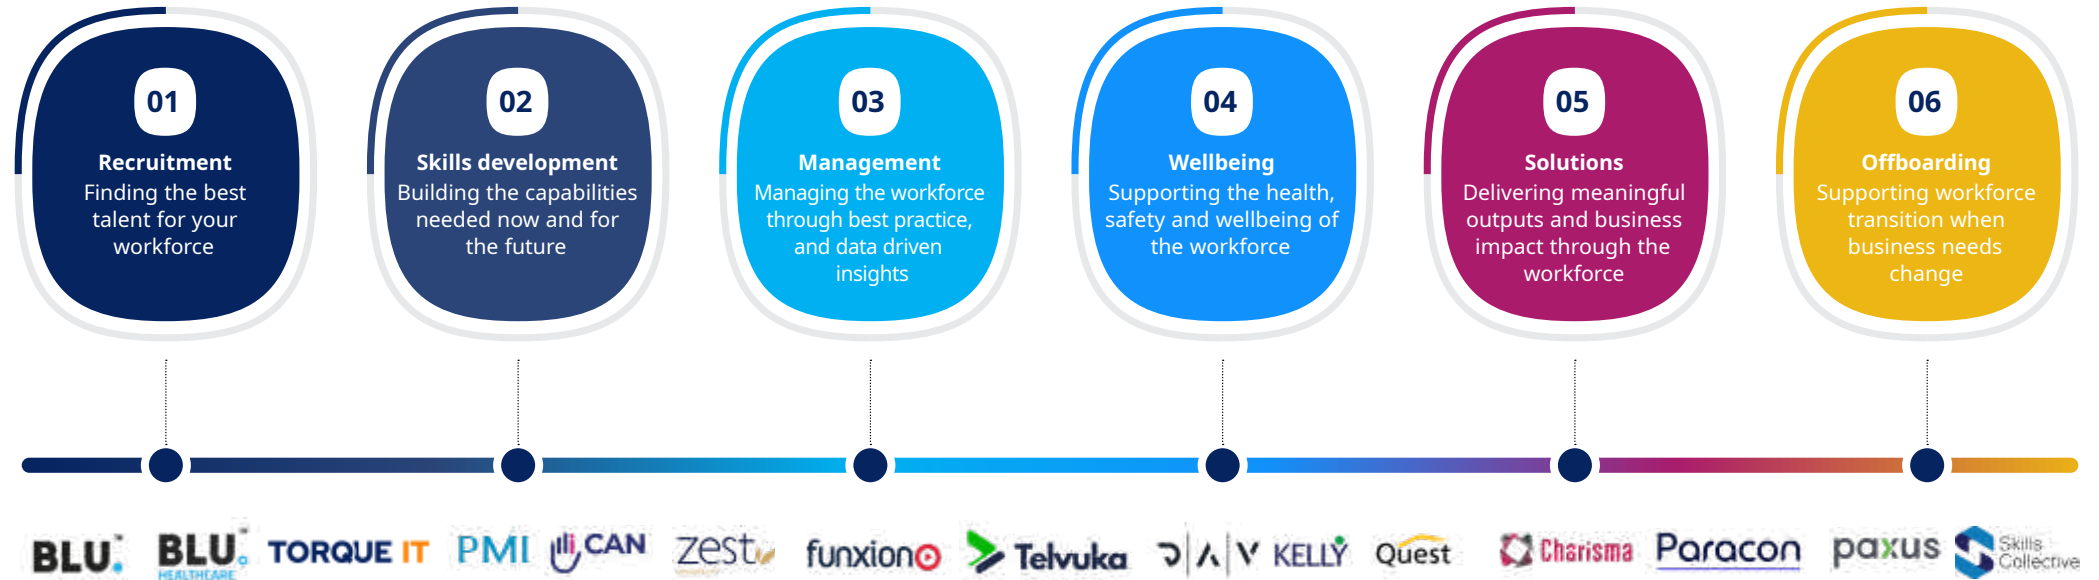 01
Recruitment
Finding the best
talent for your
workforce
02
Skills development
Building the capabilities
needed now and for
the future
03
Management
Managing the workforce
through best practice,
and data driven
insights
04
Wellbeing
Supporting the health,
safety and wellbeing of
the workforce
05
Solutions
Delivering meaningful
outputs and business
impact through the
workforce
06
Offboarding
Supporting workforce
transition when
business needs
change
BLU.
BLU.
HEALTHCARE
TORQUE IT
PMI
CAN
zest
funxion
Telvuka
KELLY
Quest
Charisma
Paracon
paxus
Skills
Collective